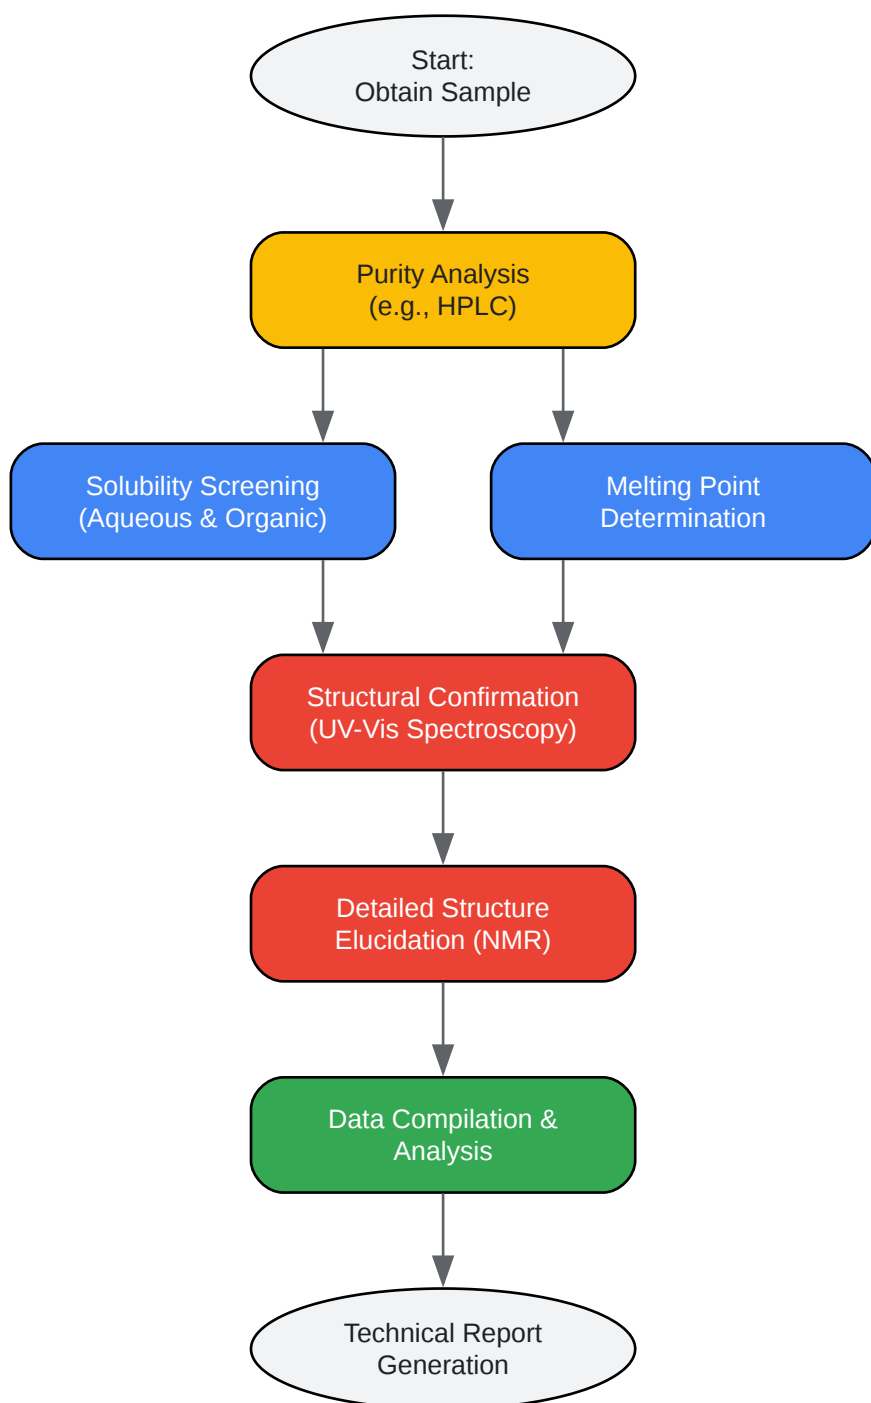 Start:
Obtain Sample
Purity Analysis
(e.g., HPLC)
Solubility Screening
(Aqueous & Organic)
Melting Point
Determination
Structural Confirmation
(UV-Vis Spectroscopy)
Detailed Structure
Elucidation (NMR)
Data Compilation &
Analysis
Technical Report
Generation